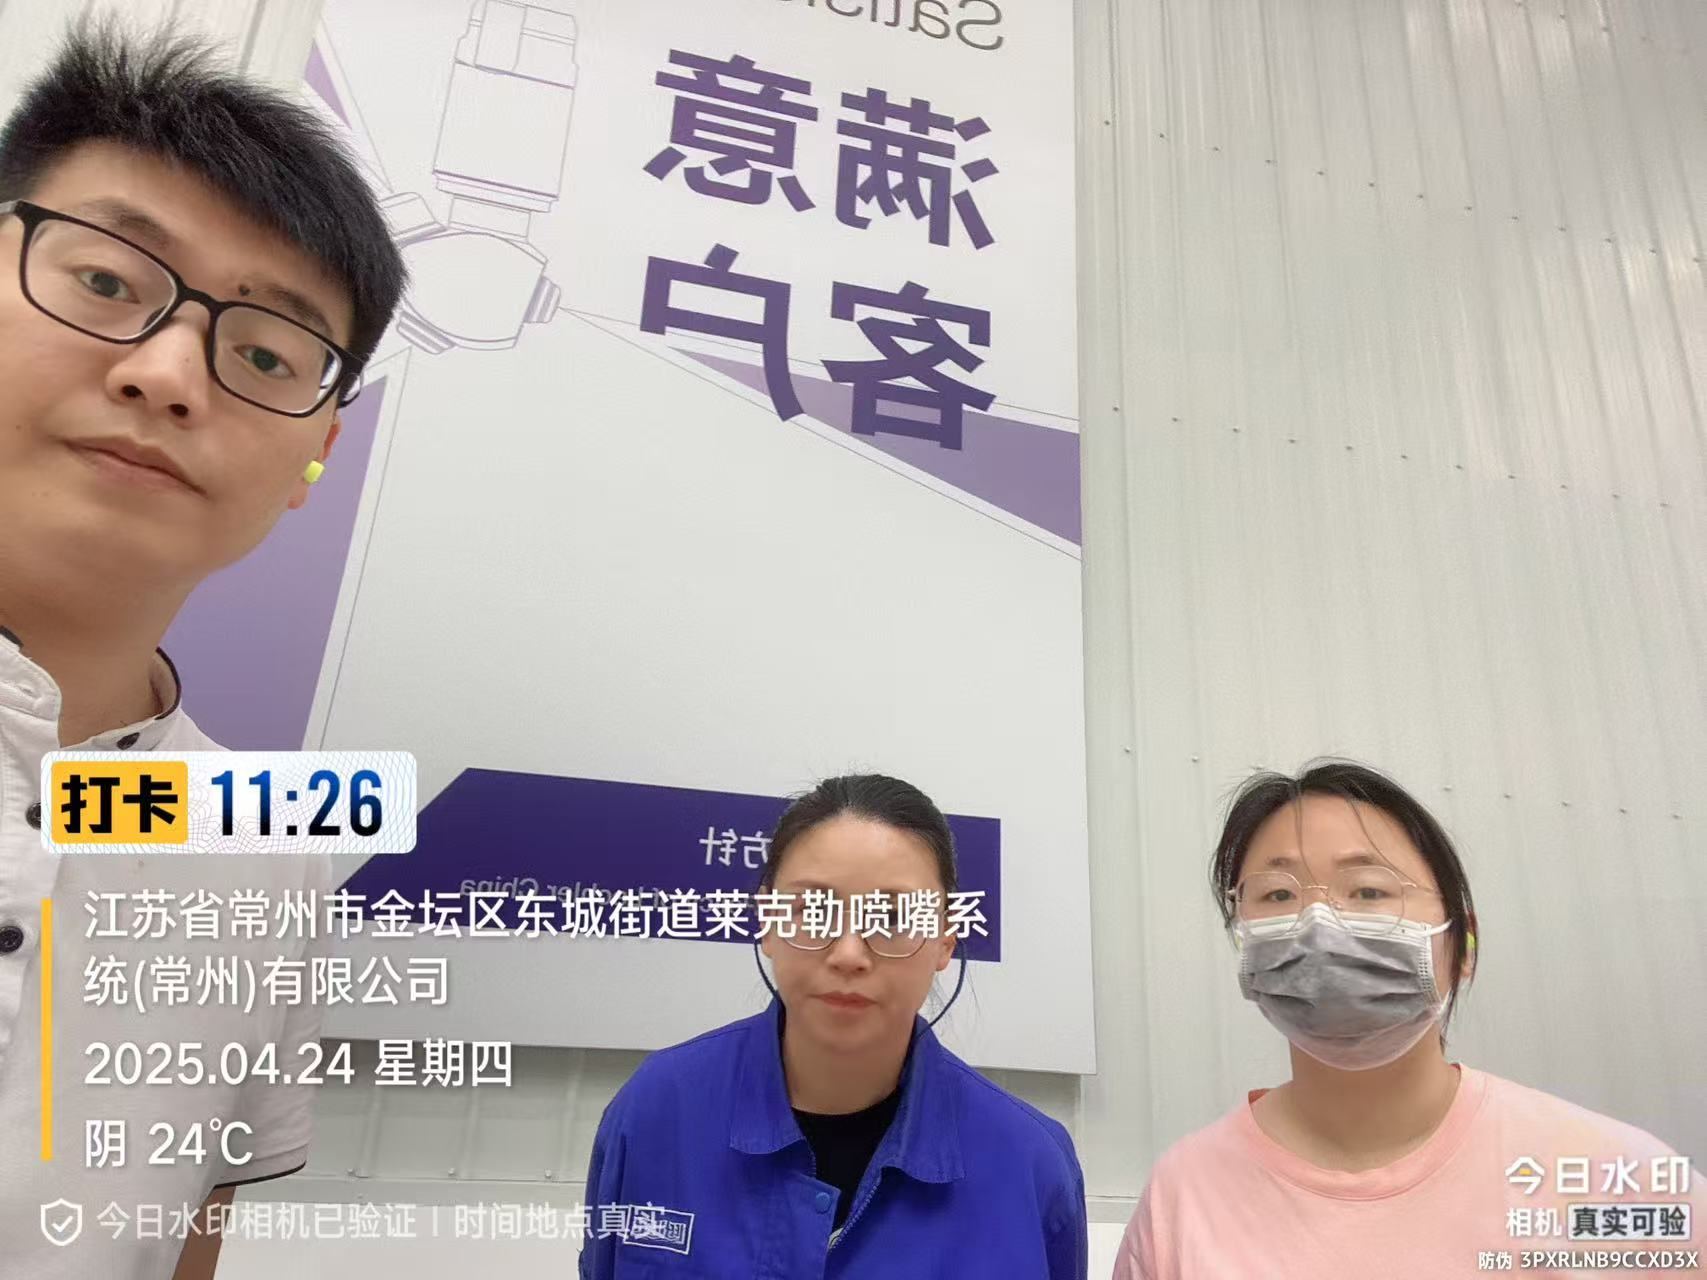 满意
客户
方针
打卡 11:26
江苏省常州市金坛区东城街道莱克勒喷嘴系
统(常州)有限公司
2025.04.24 星期四
阴 24℃
今日水印相机已验证 | 时间地点真实
今日水印
相机 真实可验
防伪 3PXRLNB9CCXD3X